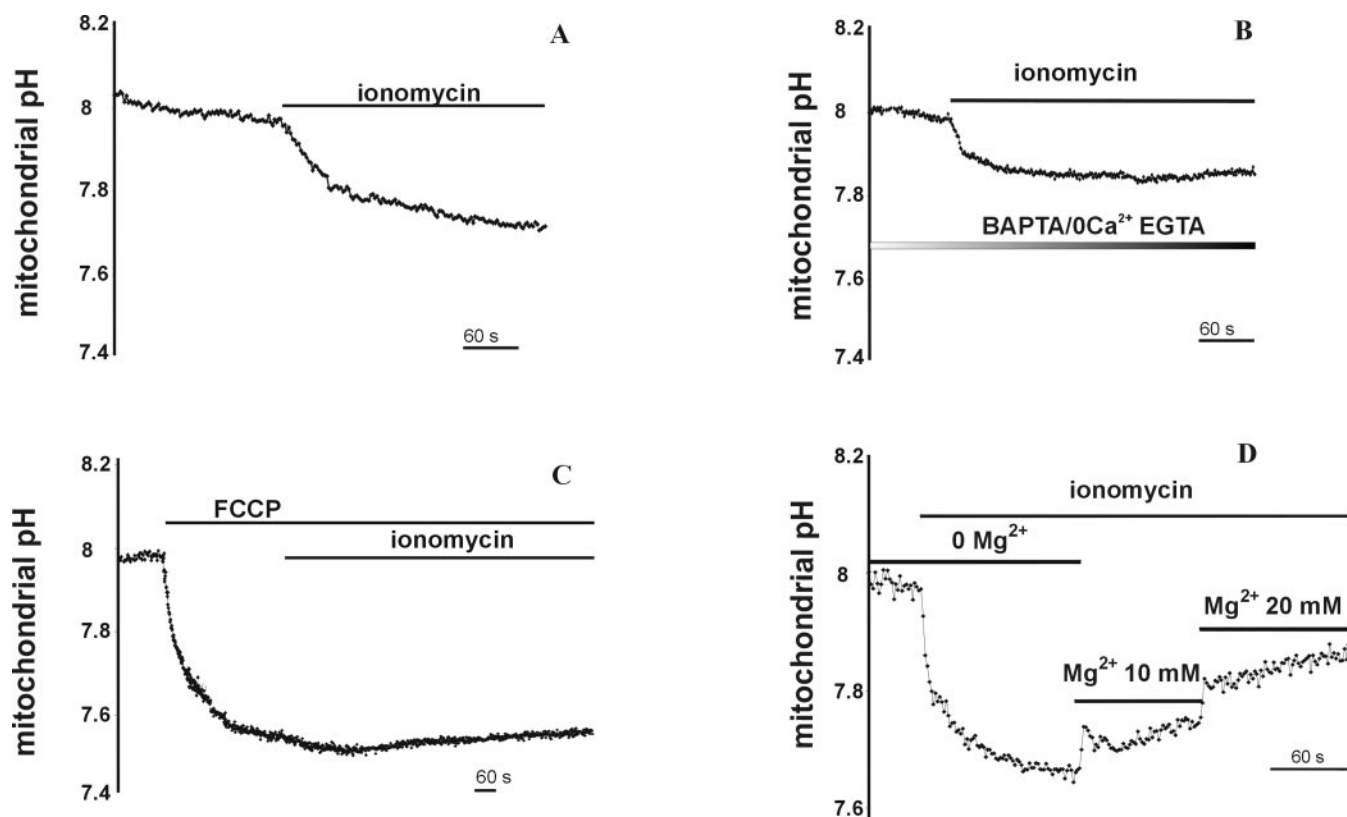 A
8.2
8
7.8
7.6
7.4
mitochondrial pH
ionomycin
60 s
B
8.2
8
7.8
7.6
7.4
mitochondrial pH
ionomycin
BAPTA/0Ca²⁺ EGTA
60 s
C
8.2
8
7.8
7.6
7.4
mitochondrial pH
FCCP
ionomycin
60 s
D
8.2
8
7.8
7.6
mitochondrial pH
ionomycin
0 Mg²⁺
Mg²⁺ 20 mM
Mg²⁺ 10 mM
60 s